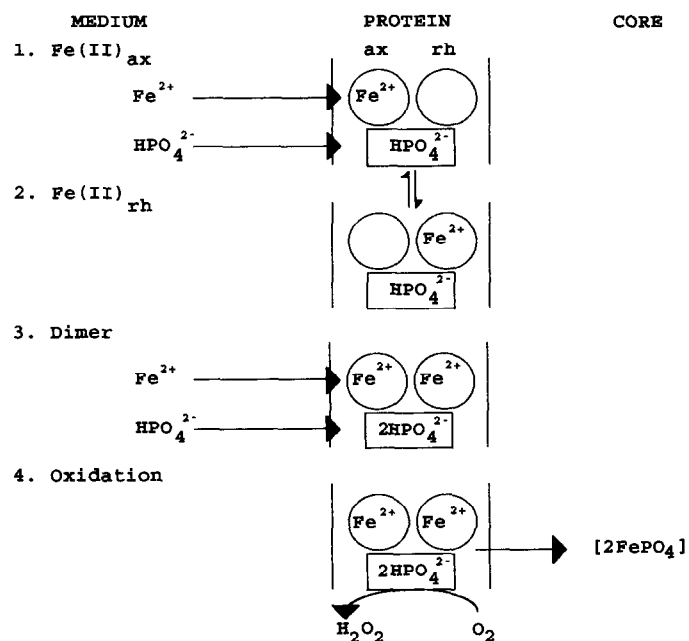 MEDIUM PROTEIN CORE
1. Fe(II)ax ax rh
Fe²⁺ Fe²⁺
HPO₄²⁻ HPO₄²⁻
2. Fe(II)rh
Fe²⁺
HPO₄²⁻
3. Dimer
Fe²⁺ Fe²⁺ Fe²⁺
HPO₄²⁻ 2HPO₄²⁻
4. Oxidation
Fe²⁺ Fe²⁺ [2FePO₄]
2HPO₄²⁻
H₂O₂ O₂